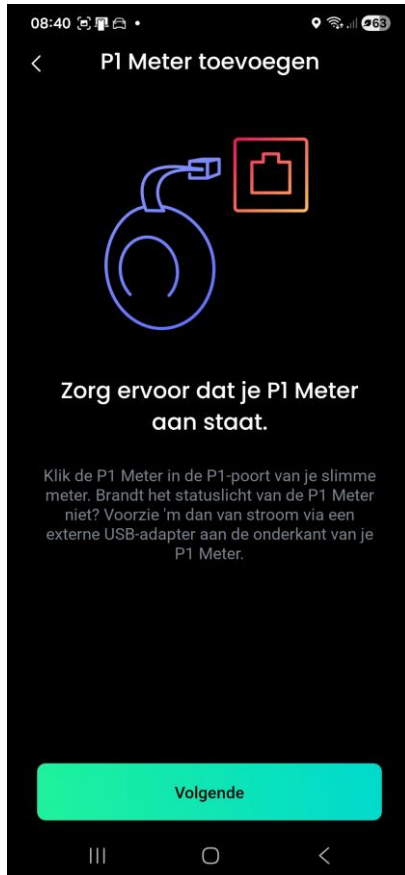 08:40
63
P1 Meter toevoegen
Zorg ervoor dat je P1 Meter
aan staat.
Klik de P1 Meter in de P1-poort van je slimme
meter. Brandt het statuslicht van de P1 Meter
niet? Voorzie 'm dan van stroom via een
externe USB-adapter aan de onderkant van je
P1 Meter.
Volgende